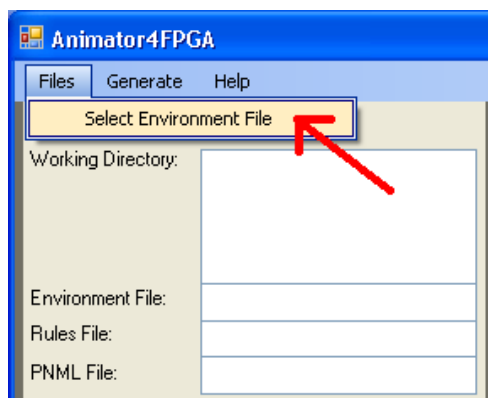 Animator4FPGA
Files Generate Help
Select Environment File
Working Directory:
Environment File:
Rules File:
PNML File: